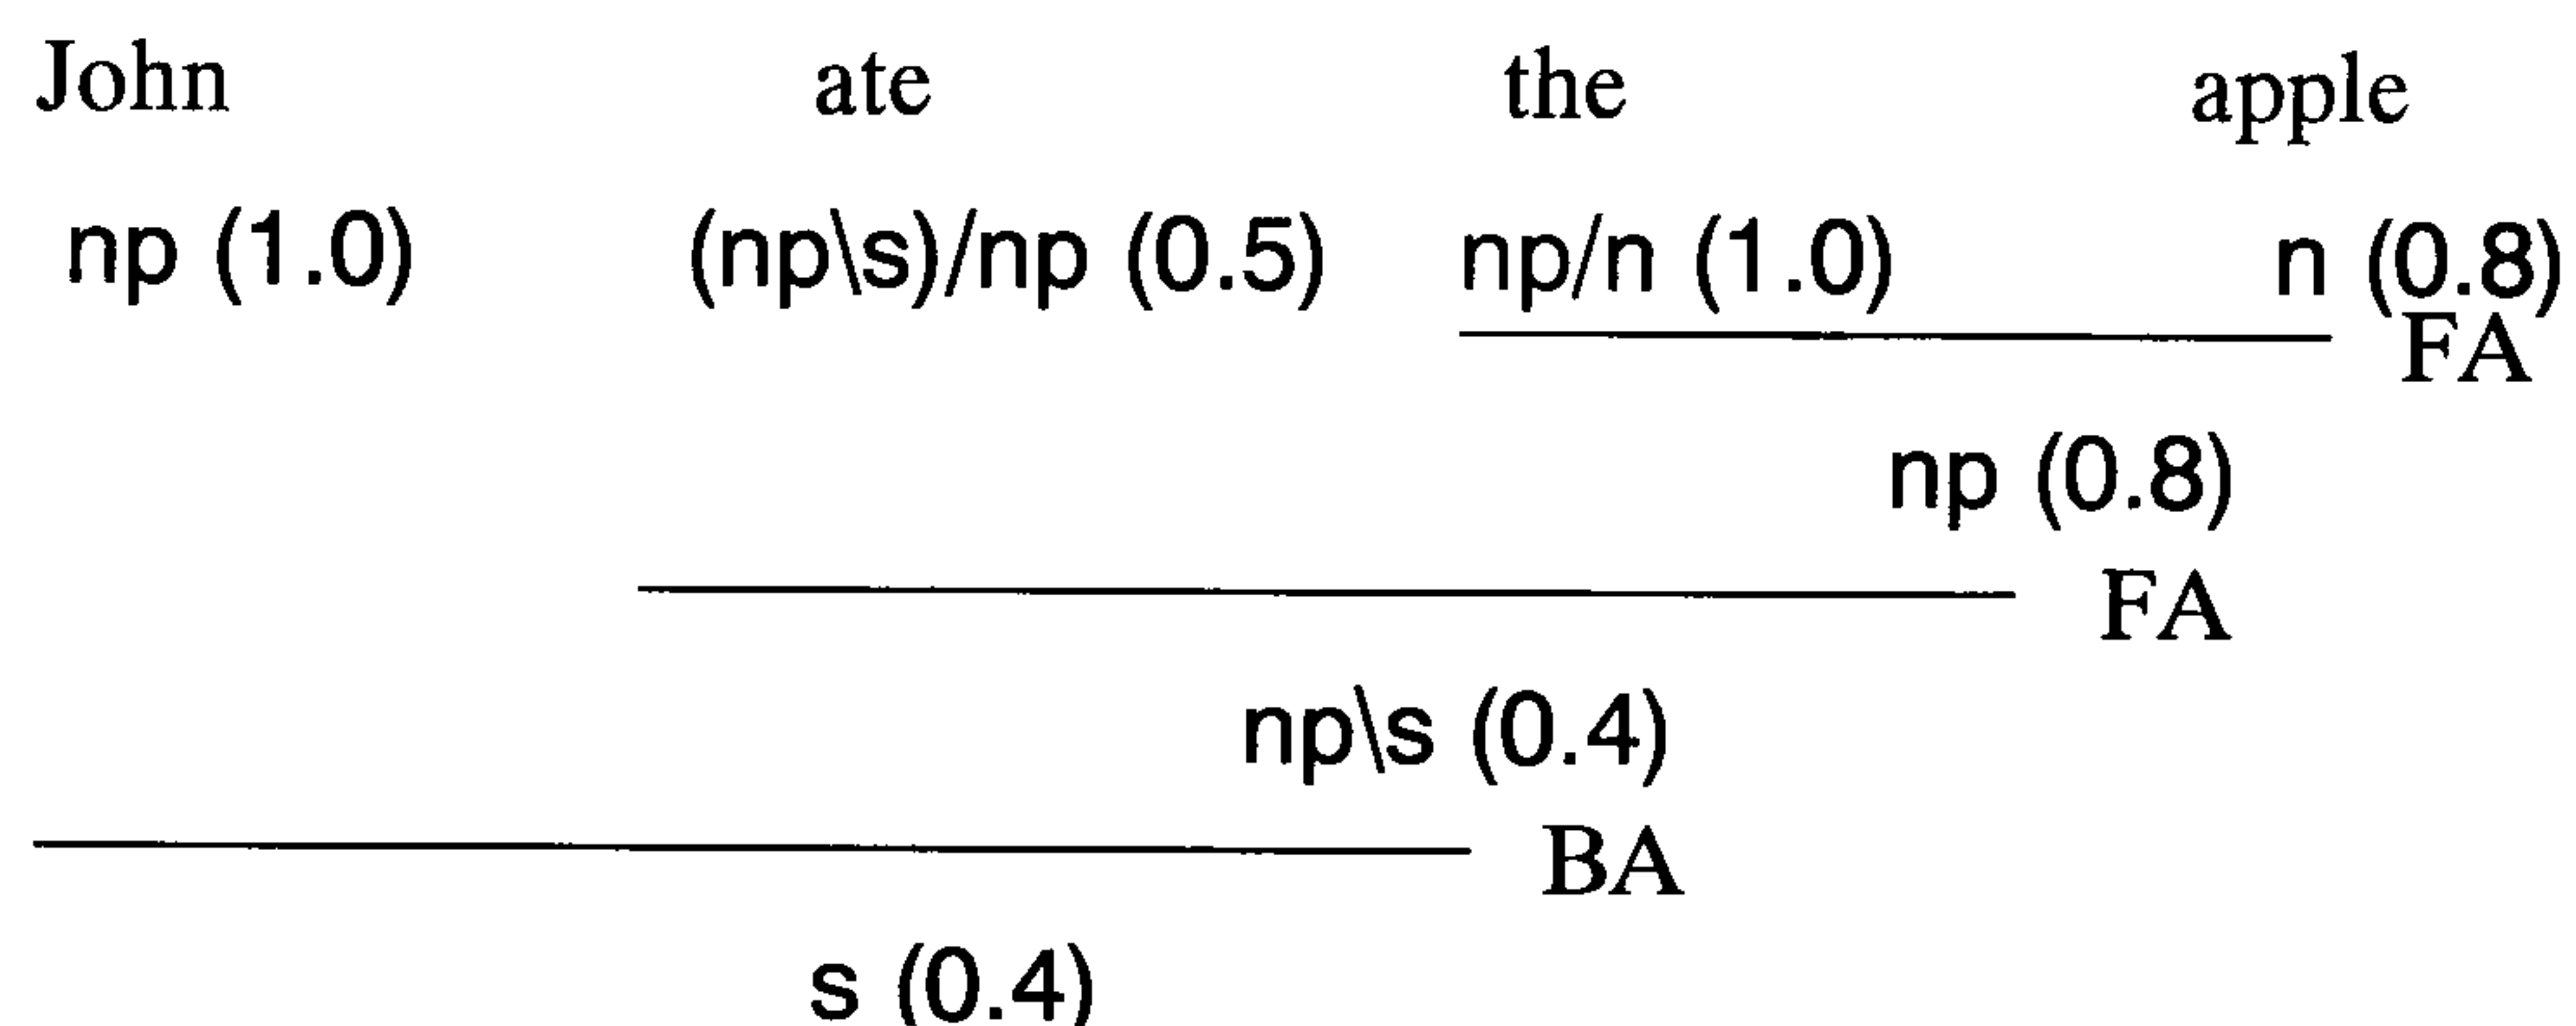 John ate the apple
np (1.0) (np\s)/np (0.5) np/n (1.0) n (0.8)
FA
np (0.8)
FA
np\s (0.4)
BA
s (0.4)